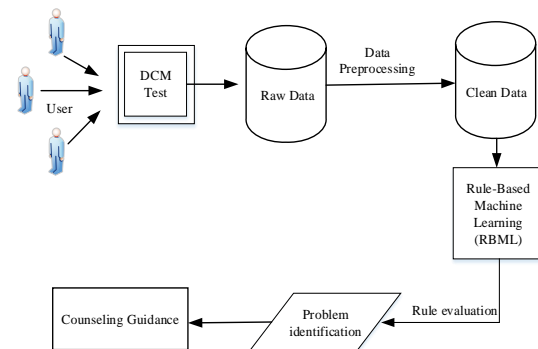 DCM
Test
User
Raw Data
Data
Preprocessing
Clean Data
Rule-Based
Machine
Learning
(RBML)
Rule evaluation
Problem
identification
Counseling Guidance